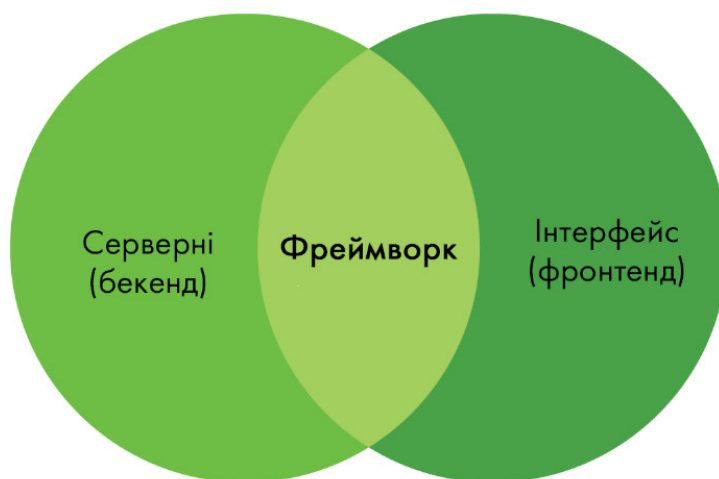 Серверні
(бекенд)
Фреймворк
Інтерфейс
(фронтенд)